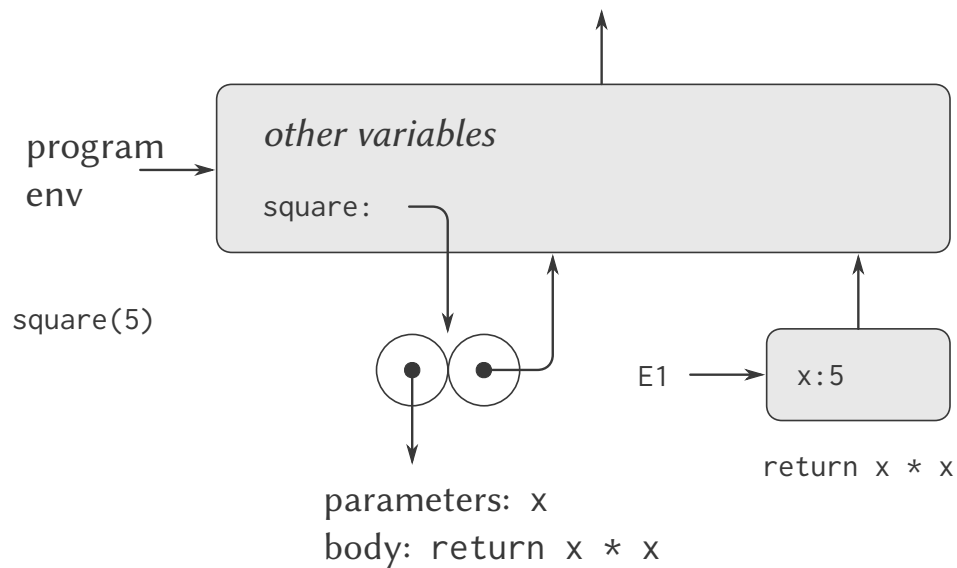 other variables
program
env
square:
square(5)
E1
x:5
return x * x
parameters: x
body: return x * x